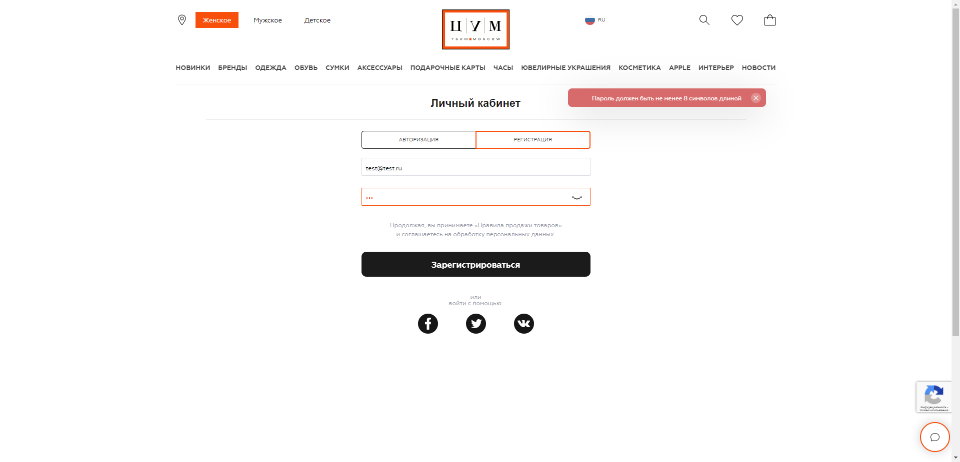 Женское
Мужское
Детское
ЦУМ
RU
НОВИНКИ БРЕНДЫ ОДЕЖДА ОБУВЬ СУМКИ АКСЕССУАРЫ ПОДАРОЧНЫЕ КАРТЫ ЧАСЫ ЮВЕЛИРНЫЕ УКРАШЕНИЯ КОСМЕТИКА APPLE ИНТЕРЬЕР НОВОСТИ
Пароль должен быть не менее 8 символов длиной
Личный кабинет
АВТОРИЗАЦИЯ
РЕГИСТРАЦИЯ
test@test.ru
Продолжая, вы принимаете «Правила продажи товаров»
и соглашаетесь на обработку персональных данных
Зарегистрироваться
или
войти с помощью